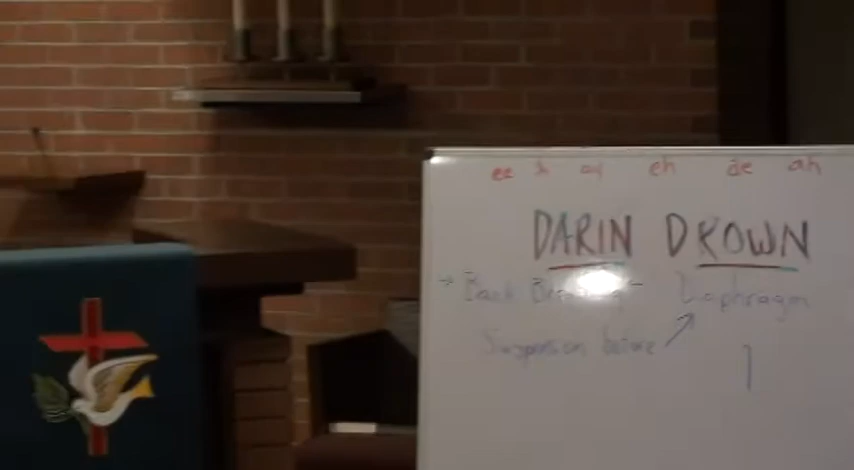 ee ih ay eh ae ah
DARIN DROWN
→ Back Breathing - Diaphragm
Suspension before